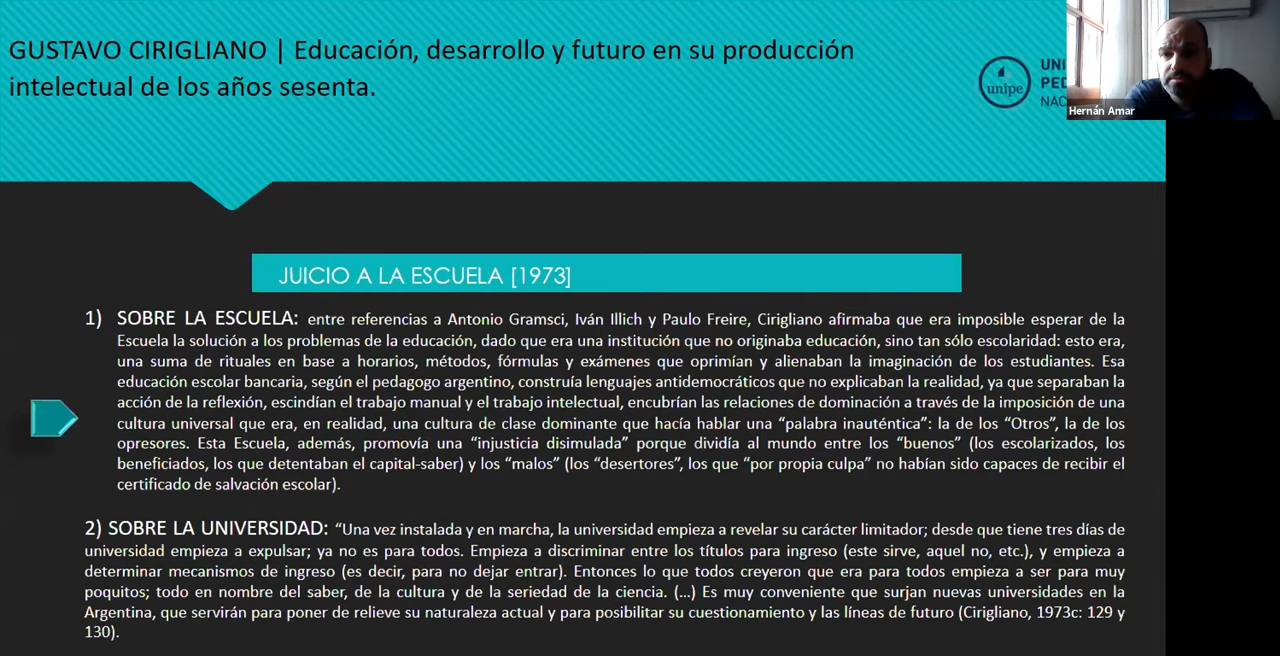 GUSTAVO CIRIGLIANO | Educación, desarrollo y futuro en su producción
intelectual de los años sesenta.
unipe
UNI
PED
NAC
Hernán Amar
JUICIO A LA ESCUELA [1973]
1) SOBRE LA ESCUELA: entre referencias a Antonio Gramsci, Iván Illich y Paulo Freire, Cirigliano afirmaba que era imposible esperar de la
Escuela la solución a los problemas de la educación, dado que era una institución que no originaba educación, sino tan sólo escolaridad: esto era,
una suma de rituales en base a horarios, métodos, fórmulas y exámenes que oprimían y alienaban la imaginación de los estudiantes. Esa
educación escolar bancaria, según el pedagogo argentino, construía lenguajes antidemocráticos que no explicaban la realidad, ya que separaban la
acción de la reflexión, escindían el trabajo manual y el trabajo intelectual, encubrían las relaciones de dominación a través de la imposición de una
cultura universal que era, en realidad, una cultura de clase dominante que hacía hablar una “palabra inauténtica”: la de los “Otros”, la de los
opresores. Esta Escuela, además, promovía una “injusticia disimulada” porque dividía al mundo entre los “buenos” (los escolarizados, los
beneficiados, los que detentaban el capital-saber) y los “malos” (los “desertores”, los que “por propia culpa” no habían sido capaces de recibir el
certificado de salvación escolar).
2) SOBRE LA UNIVERSIDAD: “Una vez instalada y en marcha, la universidad empieza a revelar su carácter limitador; desde que tiene tres días de
universidad empieza a expulsar; ya no es para todos. Empieza a discriminar entre los títulos para ingreso (este sirve, aquel no, etc.), y empieza a
determinar mecanismos de ingreso (es decir, para no dejar entrar). Entonces lo que todos creyeron que era para todos empieza a ser para muy
poquitos; todo en nombre del saber, de la cultura y de la seriedad de la ciencia. (…) Es muy conveniente que surjan nuevas universidades en la
Argentina, que servirán para poner de relieve su naturaleza actual y para posibilitar su cuestionamiento y las líneas de futuro (Cirigliano, 1973c: 129 y
130).